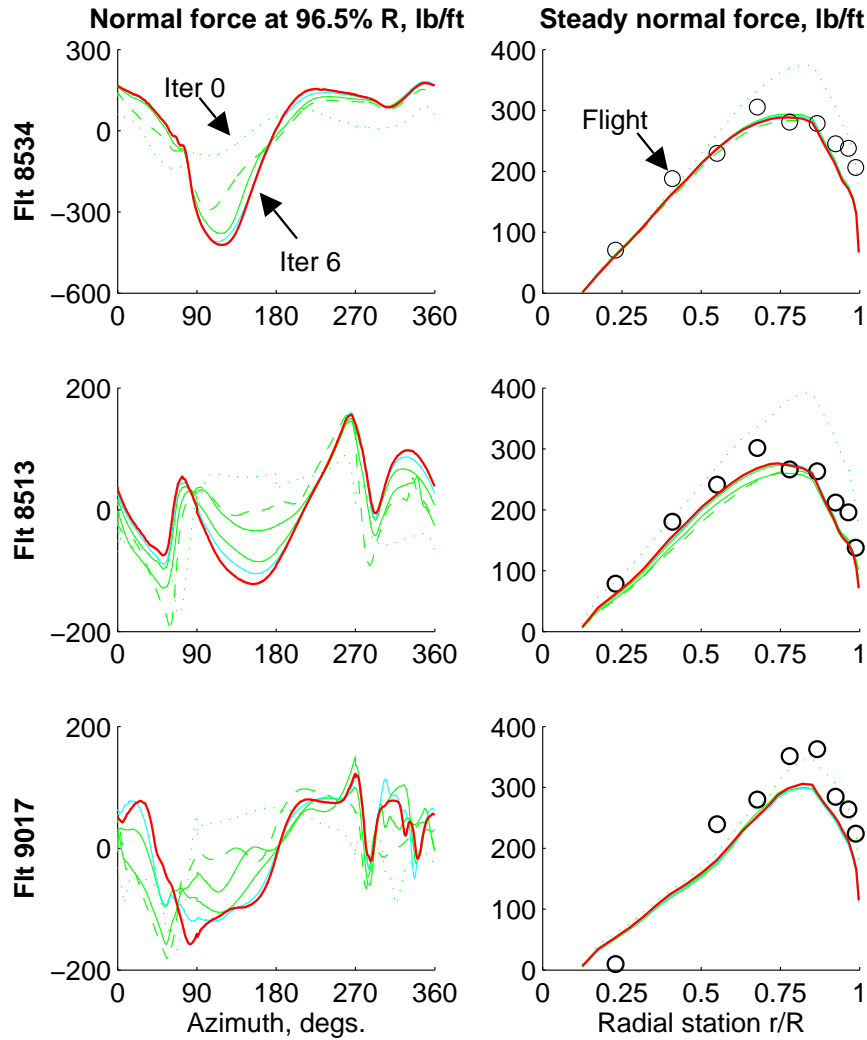 Normal force at 96.5% R, lb/ft
Steady normal force, lb/ft
Flt 8534
300
0
−300
−600
Iter 0
Iter 6
0 90 180 270 360
400
300
200
100
0
Flight
0 0.25 0.5 0.75 1
Flt 8513
200
0
−200
0 90 180 270 360
400
300
200
100
0
0 0.25 0.5 0.75 1
Flt 9017
200
0
−200
0 90 180 270 360
Azimuth, degs.
400
300
200
100
0
0 0.25 0.5 0.75 1
Radial station r/R